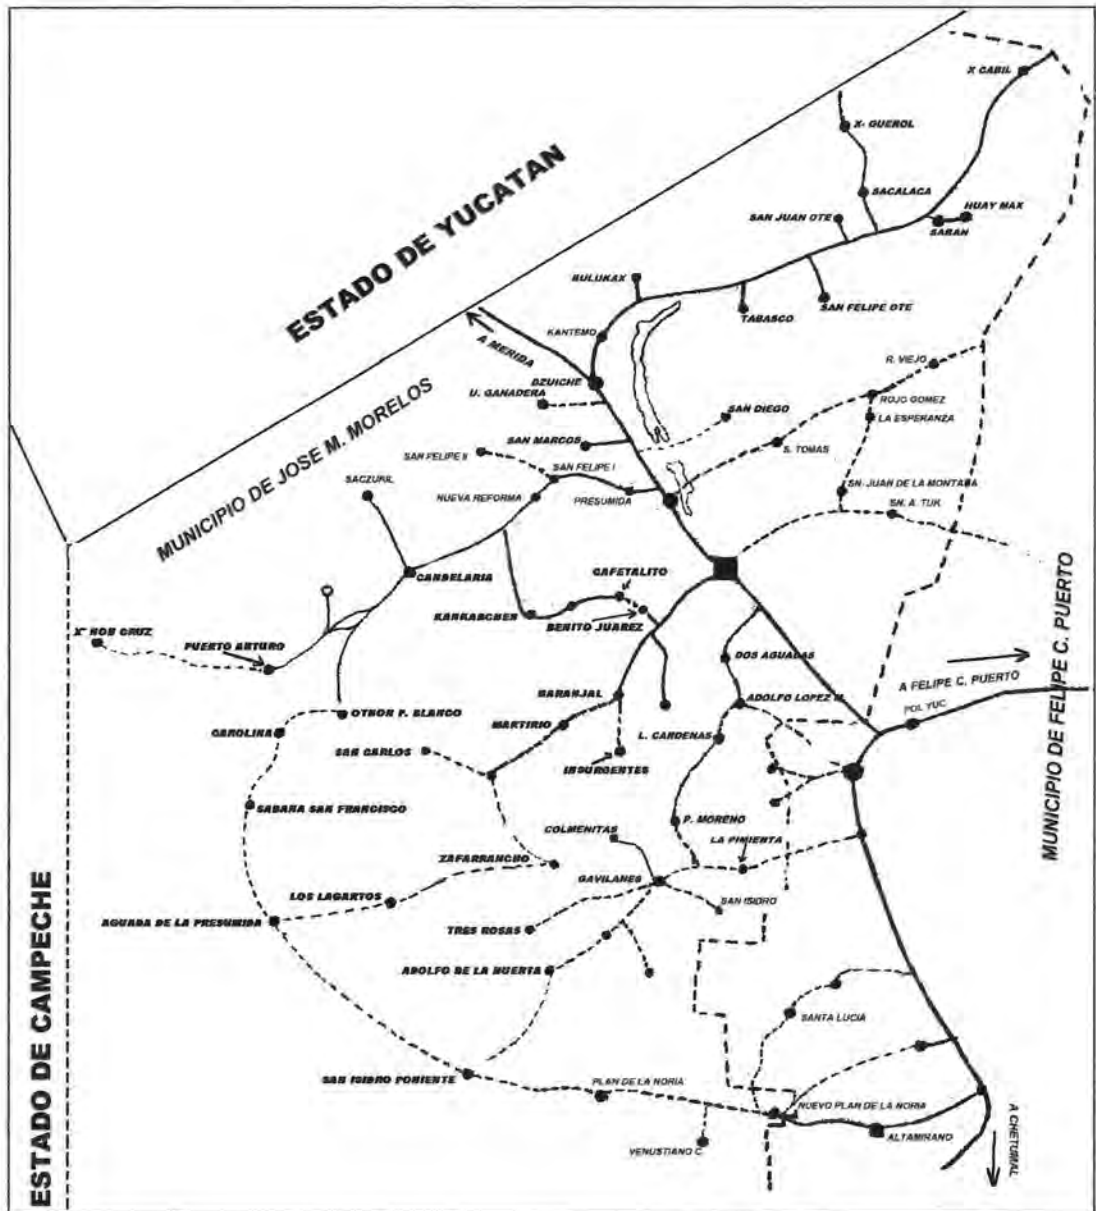 X CABIL
X- GUEROL
ESTADO DE YUCATAN
SACALACA
HUAY MAX
SAN JUAN OTE
SABAN
BULUKAX
SAN FELIPE OTE
TABASCO
KANTEMO
A MERIDA
R. VIEJO
DZUICHE
U. GANADERA
ROJO GOMEZ
SAN DIEGO
LA ESPERANZA
MUNICIPIO DE JOSE M. MORELOS
SAN MARCOS
S. TOMAS
SAN FELIPE II
SAN FELIPE I
SACZUKIL
NUEVA REFORMA
PRESUMIDA
SN. JUAN DE LA MONTAÑA
SN. A. TUK
CANDELARIA
CAFETALITO
KANKABCHEN
BENITO JUAREZ
MUNICIPIO DE FELIPE C. PUERTO
X' NOH CRUZ
PUERTO ARTURO
DOS AGUADAS
A FELIPE C. PUERTO
NARANJAL
ADOLFO LOPEZ M.
POL YUC
OTHON P. BLANCO
MARTIRIO
CAROLINA
L. CARDENAS
SAN CARLOS
INSURGENTES
SABANA SAN FRANCISCO
P. MORENO
COLMENITAS
LA PIMIENTA
ZAFARRANCHO
GAVILANES
LOS LAGARTOS
SAN ISIDRO
AGUADA DE LA PRESUMIDA
TRES ROSAS
ADOLFO DE LA HUERTA
ESTADO DE CAMPECHE
SANTA LUCIA
SAN ISIDRO PONIENTE
PLAN DE LA NORIA
NUEVO PLAN DE LA NORIA
A CHETUMAL
ALTAMIRANO
VENUSTIANO C.